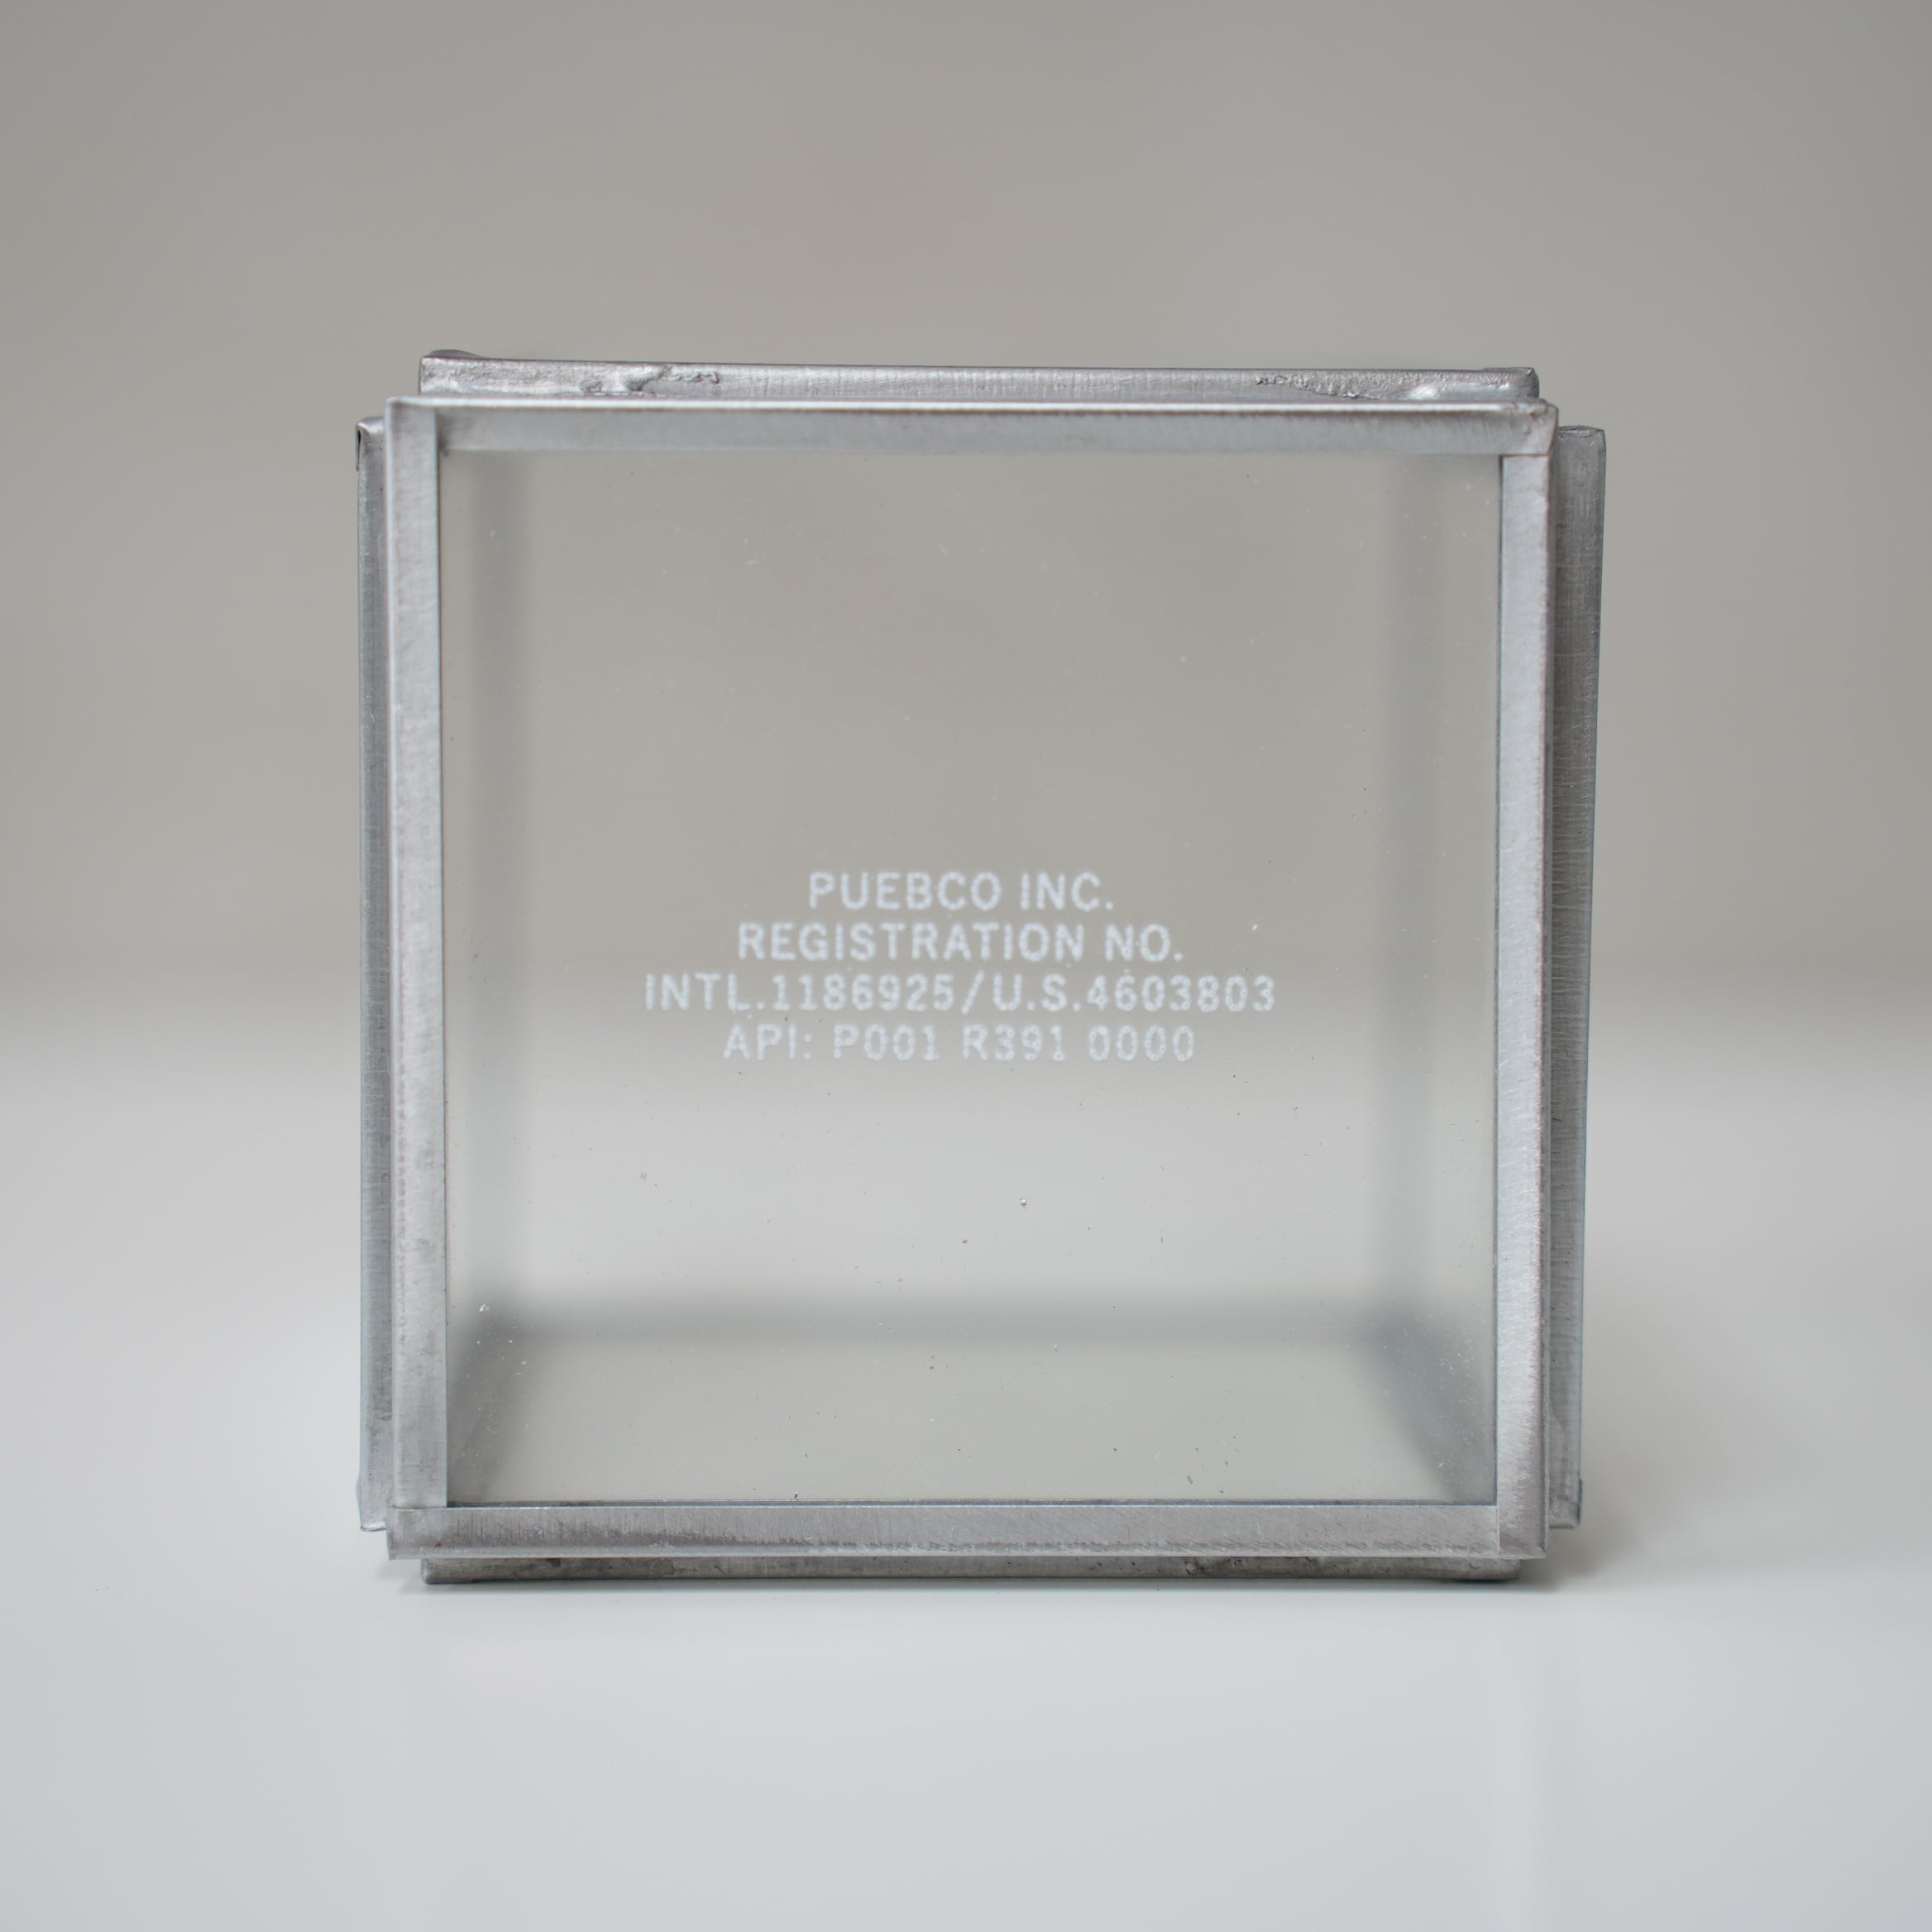 PUEBCO INC.
REGISTRATION NO.
INTL.1186925/U.S.4603803
API: P001 R391 0000